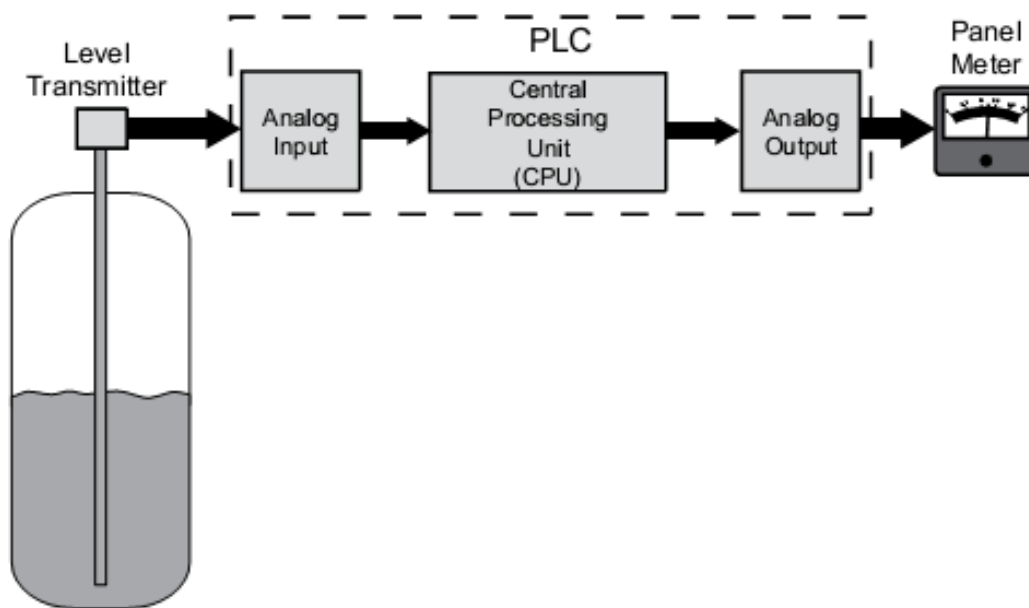 Level
Transmitter
PLC
Analog
Input
Central
Processing
Unit
(CPU)
Analog
Output
Panel
Meter